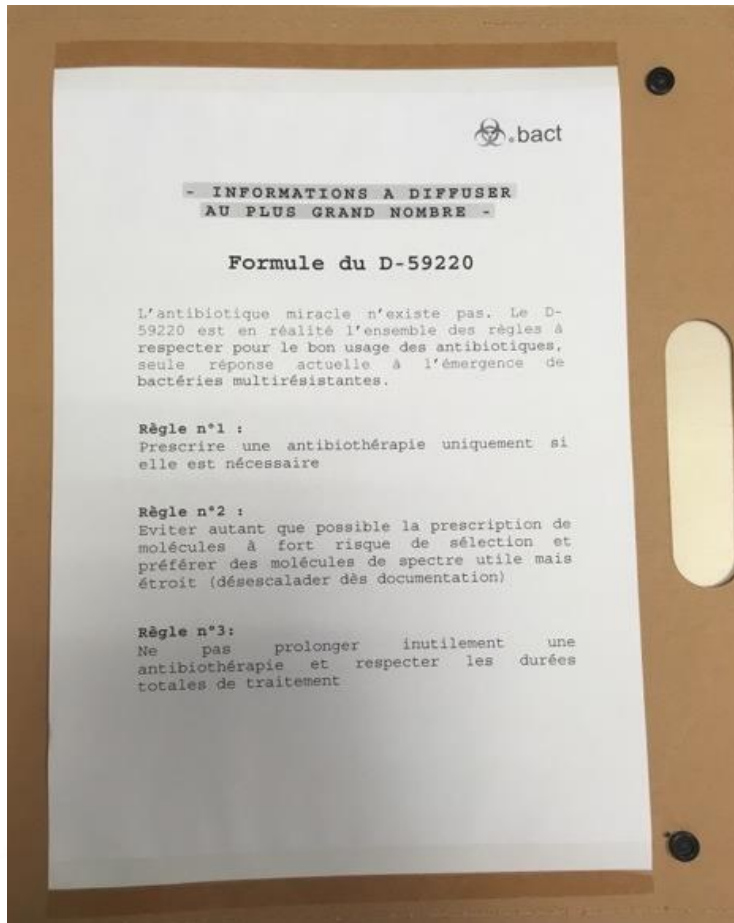 .bact
- INFORMATIONS A DIFFUSER
AU PLUS GRAND NOMBRE -
Formule du D-59220
L'antibiotique miracle n'existe pas. Le D-
59220 est en réalité l'ensemble des règles à
respecter pour le bon usage des antibiotiques,
seule réponse actuelle à l'émergence de
bactéries multirésistantes.
Règle n°1 :
Prescrire une antibiothérapie uniquement si
elle est nécessaire
Règle n°2 :
Eviter autant que possible la prescription de
molécules à fort risque de sélection et
préférer des molécules de spectre utile mais
étroit (désescalader dès documentation)
Règle n°3:
Ne pas prolonger inutilement une
antibiothérapie et respecter les durées
totales de traitement